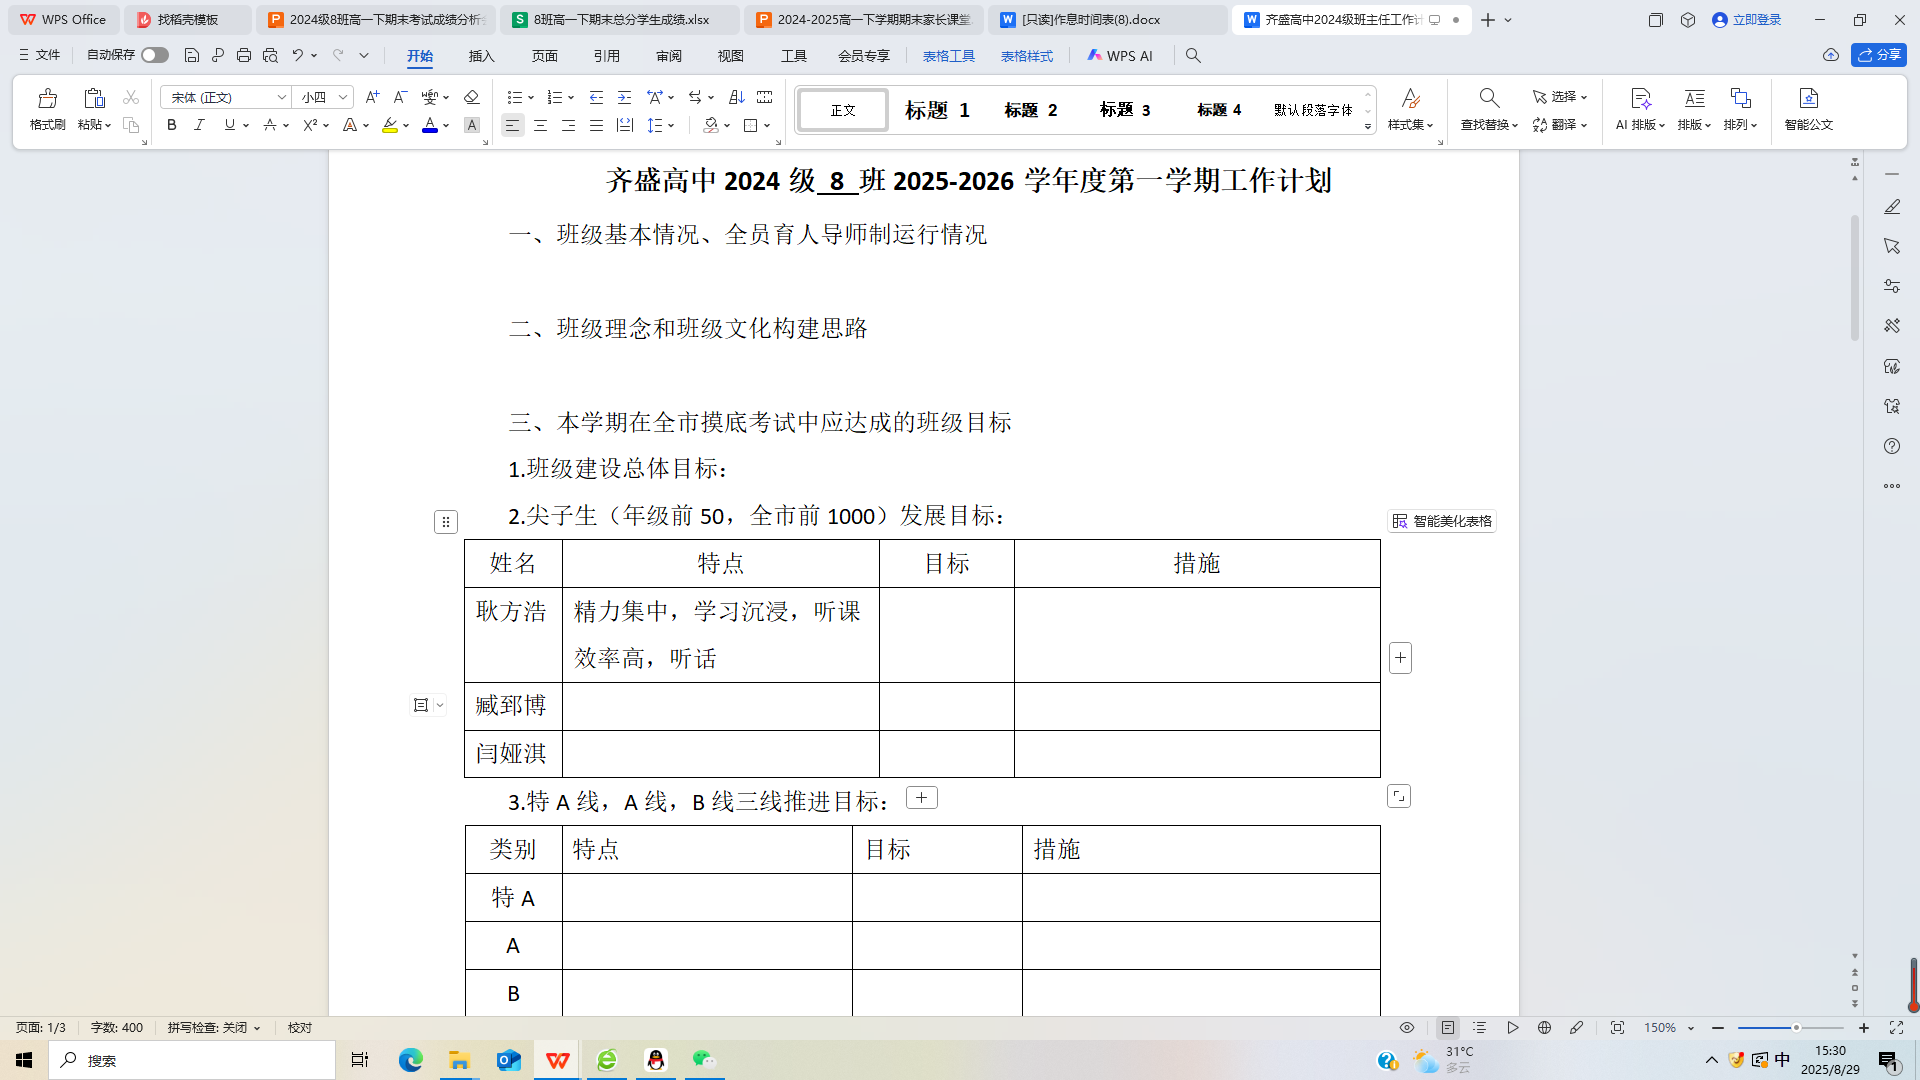 WPS Office
找稻壳模板
2024级8班高一下期末考试成绩分析会
8班高一下期末总分学生成绩.xlsx
2024-2025高一下学期期末家长课堂
[只读]作息时间表(8).docx
齐盛高中2024级班主任工作计
立即登录
文件
自动保存
开始
插入
页面
引用
审阅
视图
工具
会员专享
表格工具
表格样式
WPS AI
分享
格式刷
粘贴
宋体 (正文)
小四
正文
标题 1
标题 2
标题 3
标题 4
默认段落字体
样式集
查找替换
选择
翻译
AI 排版
排版
排列
智能公文
齐盛高中 2024 级 8 班 2025-2026 学年度第一学期工作计划
一、班级基本情况、全员育人导师制运行情况
二、班级理念和班级文化构建思路
三、本学期在全市摸底考试中应达成的班级目标
1.班级建设总体目标：
2.尖子生（年级前 50，全市前 1000）发展目标：
智能美化表格
姓名 特点 目标 措施
耿方浩 精力集中，学习沉浸，听课
效率高，听话
臧郅博
闫娅淇
3.特 A 线，A 线，B 线三线推进目标：
类别 特点 目标 措施
特 A
A
B
页面: 1/3
字数: 400
拼写检查: 关闭
校对
150%
搜索
31°C
多云
中
15:30
2025/8/29
1